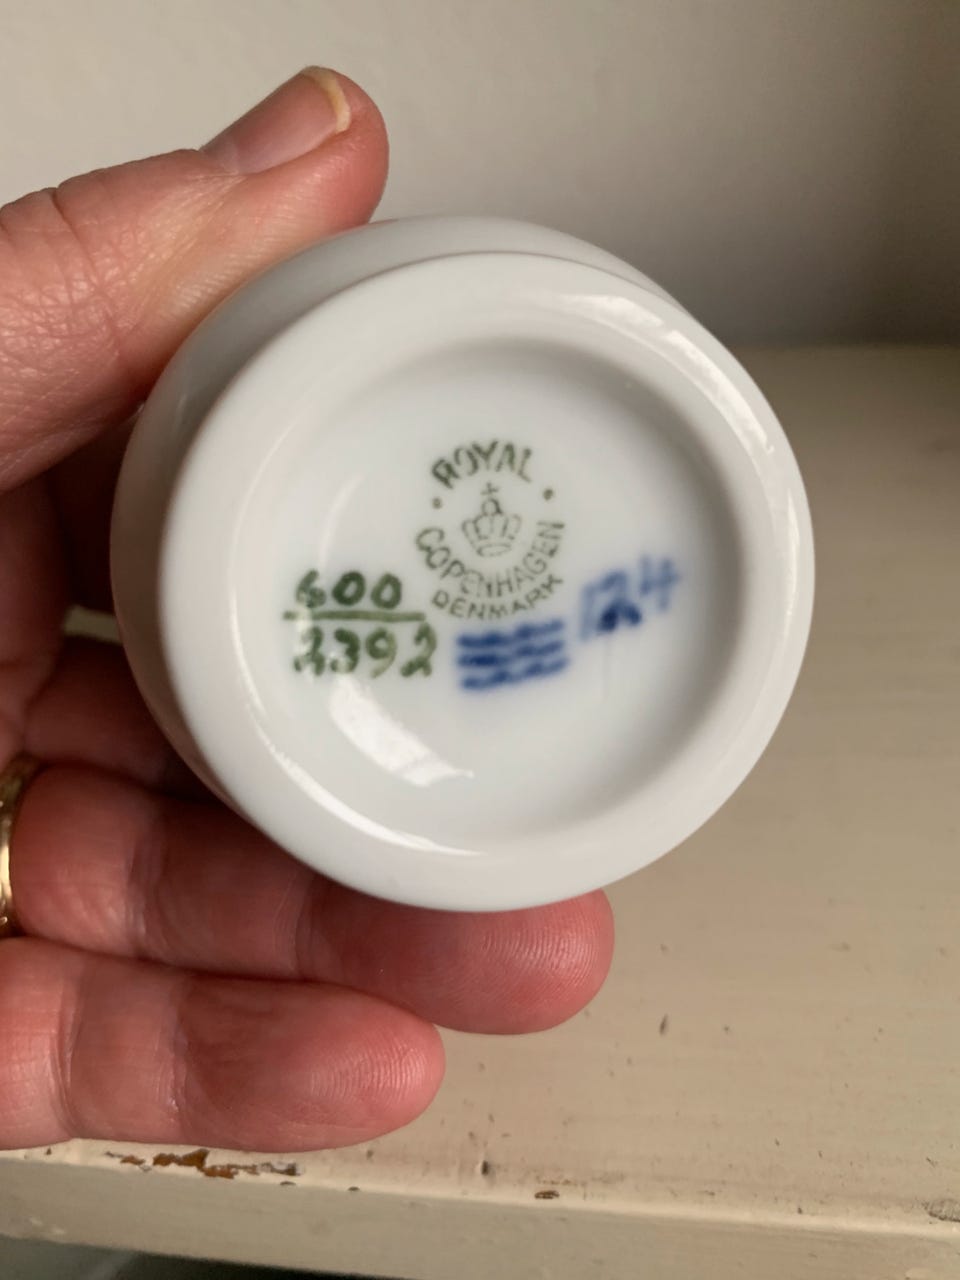 ROYAL
COPENHAGEN
DENMARK
600
2392
124